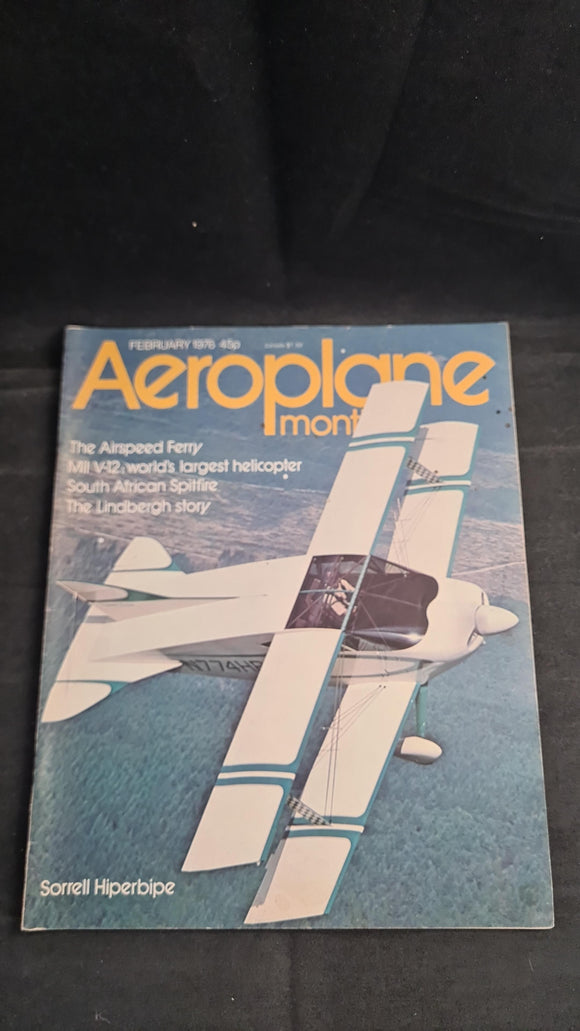 FEBRUARY 1976 45p
Aeroplane
The Airspeed Ferry
Mil V-12: world's largest helicopter
South African Spitfire
The Lindbergh story
N774HB
Sorrell Hiperbipe